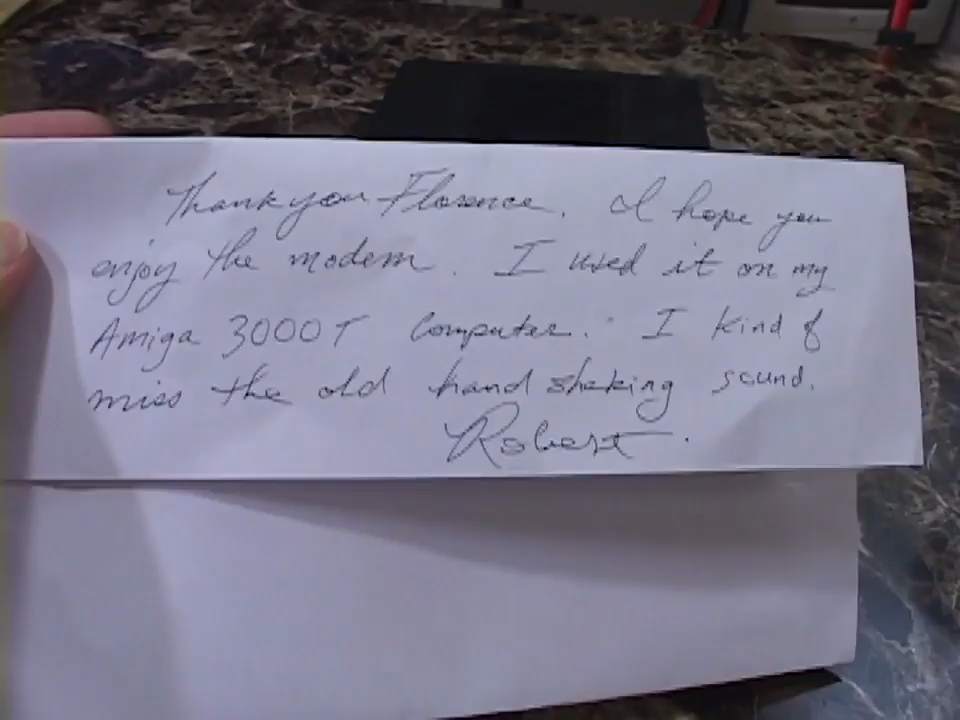 Thank you Florence. I hope you
enjoy the modem. I used it on my
Amiga 3000T Computer. I kind of
miss the old hand shaking sound.
Robert.